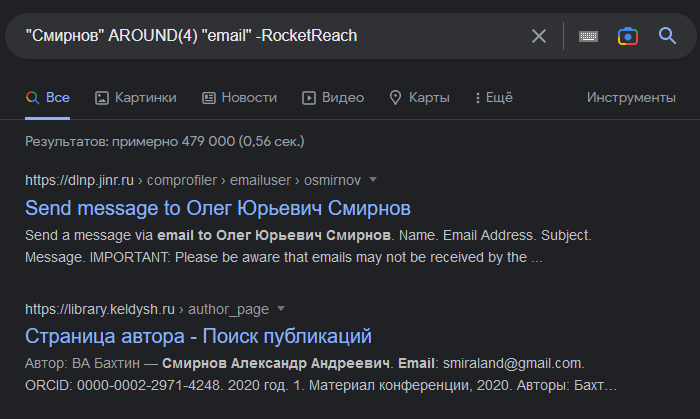 "Смирнов" AROUND(4) "email" -RocketReach
Все Картинки Новости Видео Карты Ещё Инструменты
Результатов: примерно 479 000 (0,56 сек.)
https://dlnp.jinr.ru › comprofiler › emailuser › osmirnov
Send message to Олег Юрьевич Смирнов
Send a message via email to Олег Юрьевич Смирнов. Name. Email Address. Subject.
Message. IMPORTANT: Please be aware that emails may not be received by the ...
https://library.keldysh.ru › author_page
Страница автора - Поиск публикаций
Автор: ВА Бахтин — Смирнов Александр Андреевич. Email: smiraland@gmail.com.
ORCID: 0000-0002-2971-4248. 2020 год. 1. Материал конференции, 2020. Авторы: Бахт…